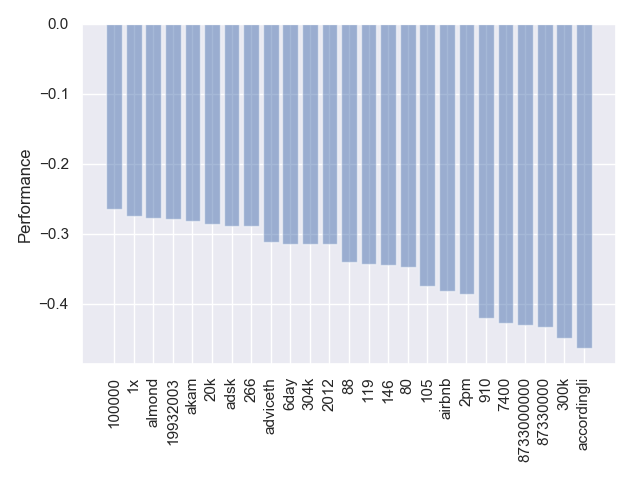 0.0
−0.1
−0.2
−0.3
−0.4
Performance
100000
1x
almond
19932003
akam
20k
adsk
266
adviceth
6day
304k
2012
88
119
146
80
105
airbnb
2pm
910
7400
8733000000
87330000
300k
accordingli